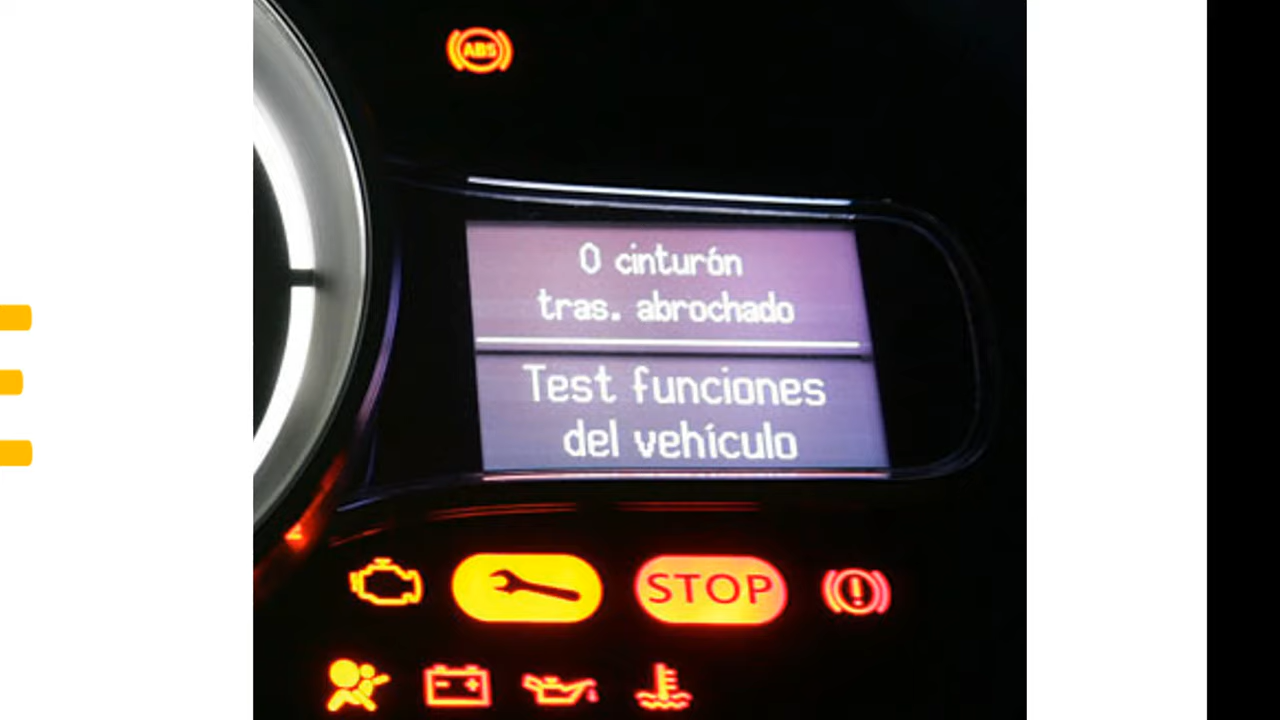 ABS
0 cinturón
tras. abrochado
Test funciones
del vehículo
STOP